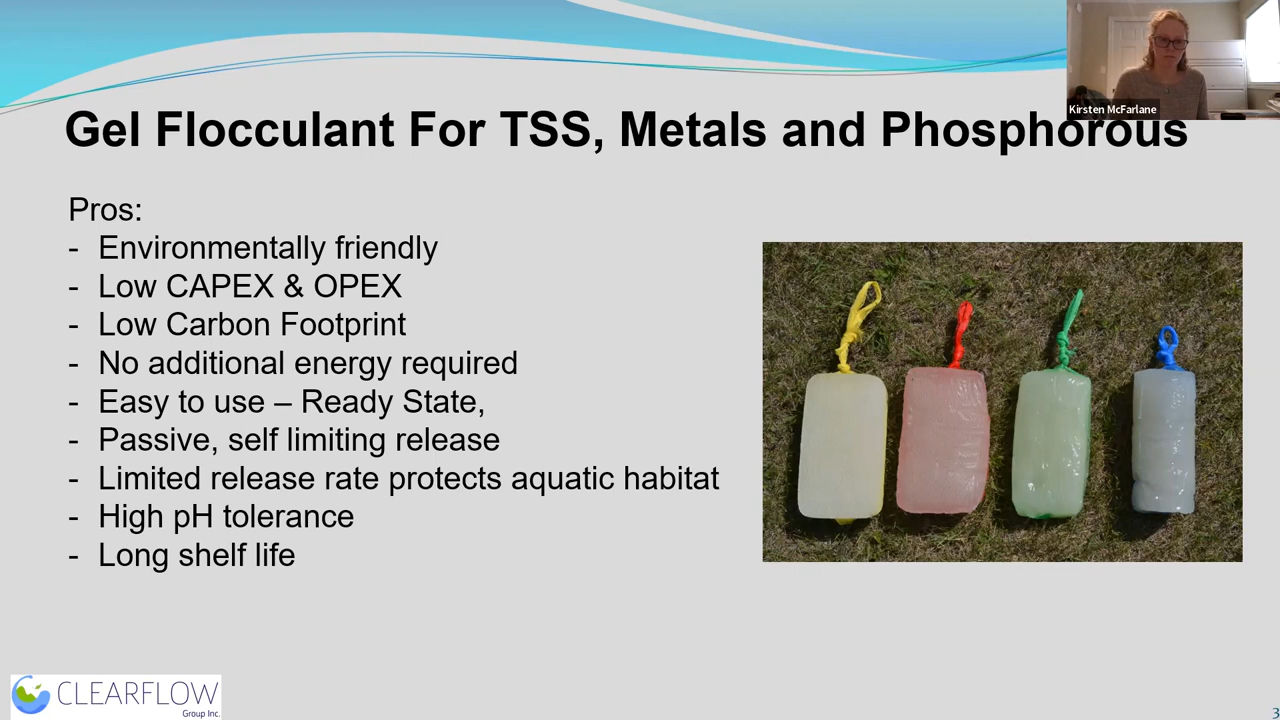 Kirsten McFarlane
Gel Flocculant For TSS, Metals and Phosphorous
Pros:
- Environmentally friendly
- Low CAPEX & OPEX
- Low Carbon Footprint
- No additional energy required
- Easy to use – Ready State,
- Passive, self limiting release
- Limited release rate protects aquatic habitat
- High pH tolerance
- Long shelf life
CLEARFLOW
Group Inc.
3